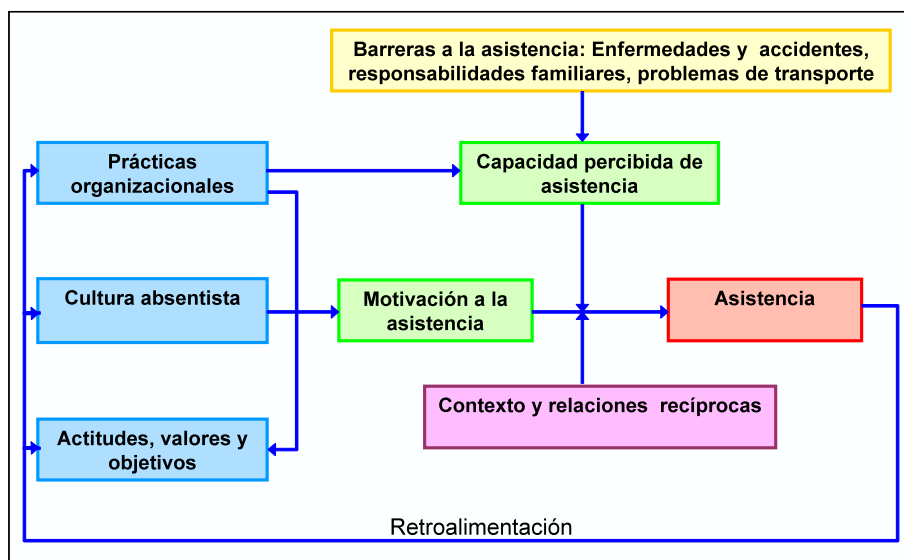 Barreras a la asistencia: Enfermedades y accidentes,
responsabilidades familiares, problemas de transporte
Prácticas
organizacionales
Capacidad percibida de
asistencia
Cultura absentista
Motivación a la
asistencia
Asistencia
Contexto y relaciones recíprocas
Actitudes, valores y
objetivos
Retroalimentación